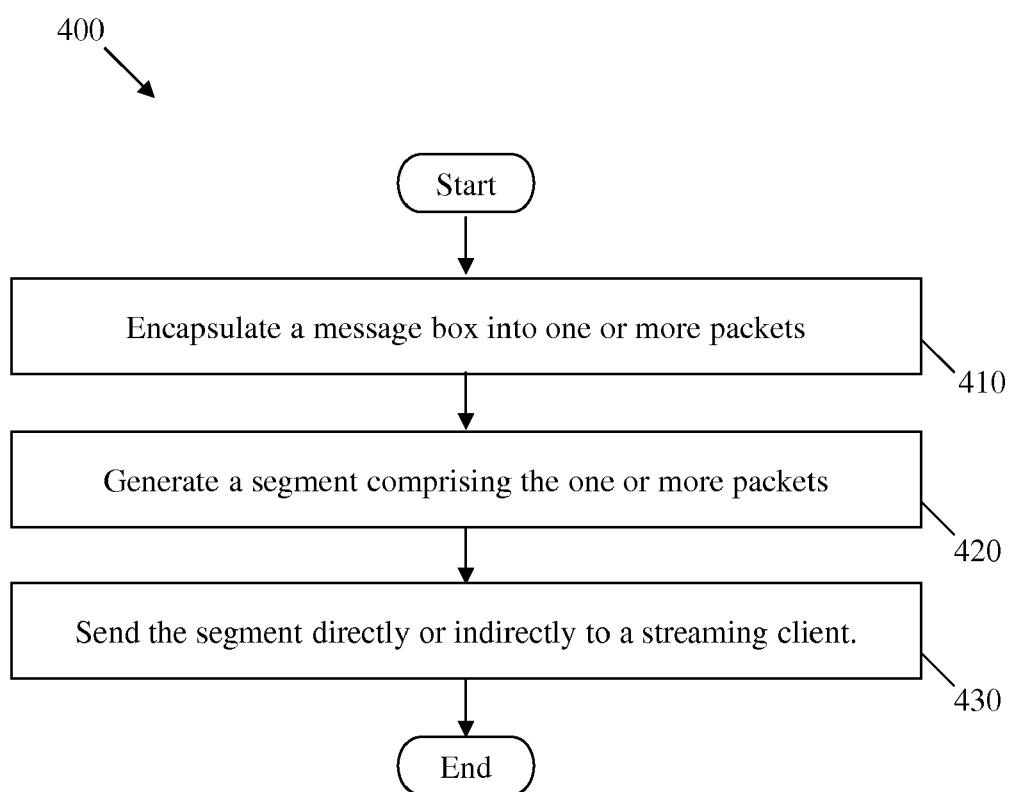 400
Start
Encapsulate a message box into one or more packets
410
Generate a segment comprising the one or more packets
420
Send the segment directly or indirectly to a streaming client.
430
End